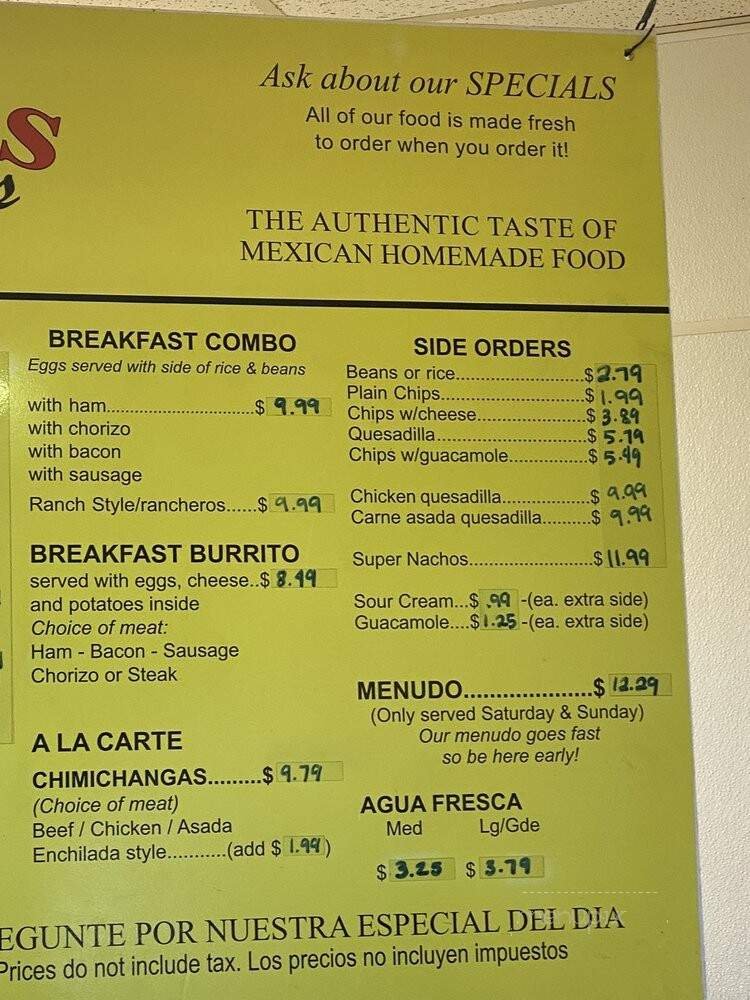 Ask about our SPECIALS
All of our food is made fresh
to order when you order it!
THE AUTHENTIC TASTE OF
MEXICAN HOMEMADE FOOD
BREAKFAST COMBO
Eggs served with side of rice & beans
with ham..............................$ 9.99
with chorizo
with bacon
with sausage
Ranch Style/rancheros......$ 9.99
BREAKFAST BURRITO
served with eggs, cheese..$ 8.49
and potatoes inside
Choice of meat:
Ham - Bacon - Sausage
Chorizo or Steak
A LA CARTE
CHIMICHANGAS.........$ 9.79
(Choice of meat)
Beef / Chicken / Asada
Enchilada style...........(add $ 1.99)
SIDE ORDERS
Beans or rice.........................$ 2.79
Plain Chips............................$ 1.99
Chips w/cheese.....................$ 3.89
Quesadilla.............................$ 5.79
Chips w/guacamole...............$ 5.49
Chicken quesadilla.................$ 9.99
Carne asada quesadilla..........$ 9.99
Super Nachos........................$ 11.99
Sour Cream...$ .99 -(ea. extra side)
Guacamole....$ 1.25 -(ea. extra side)
MENUDO.....................$ 12.29
(Only served Saturday & Sunday)
Our menudo goes fast
so be here early!
AGUA FRESCA
Med Lg/Gde
$ 3.25 $ 3.79
EGUNTE POR NUESTRA ESPECIAL DEL DIA
Prices do not include tax. Los precios no incluyen impuestos